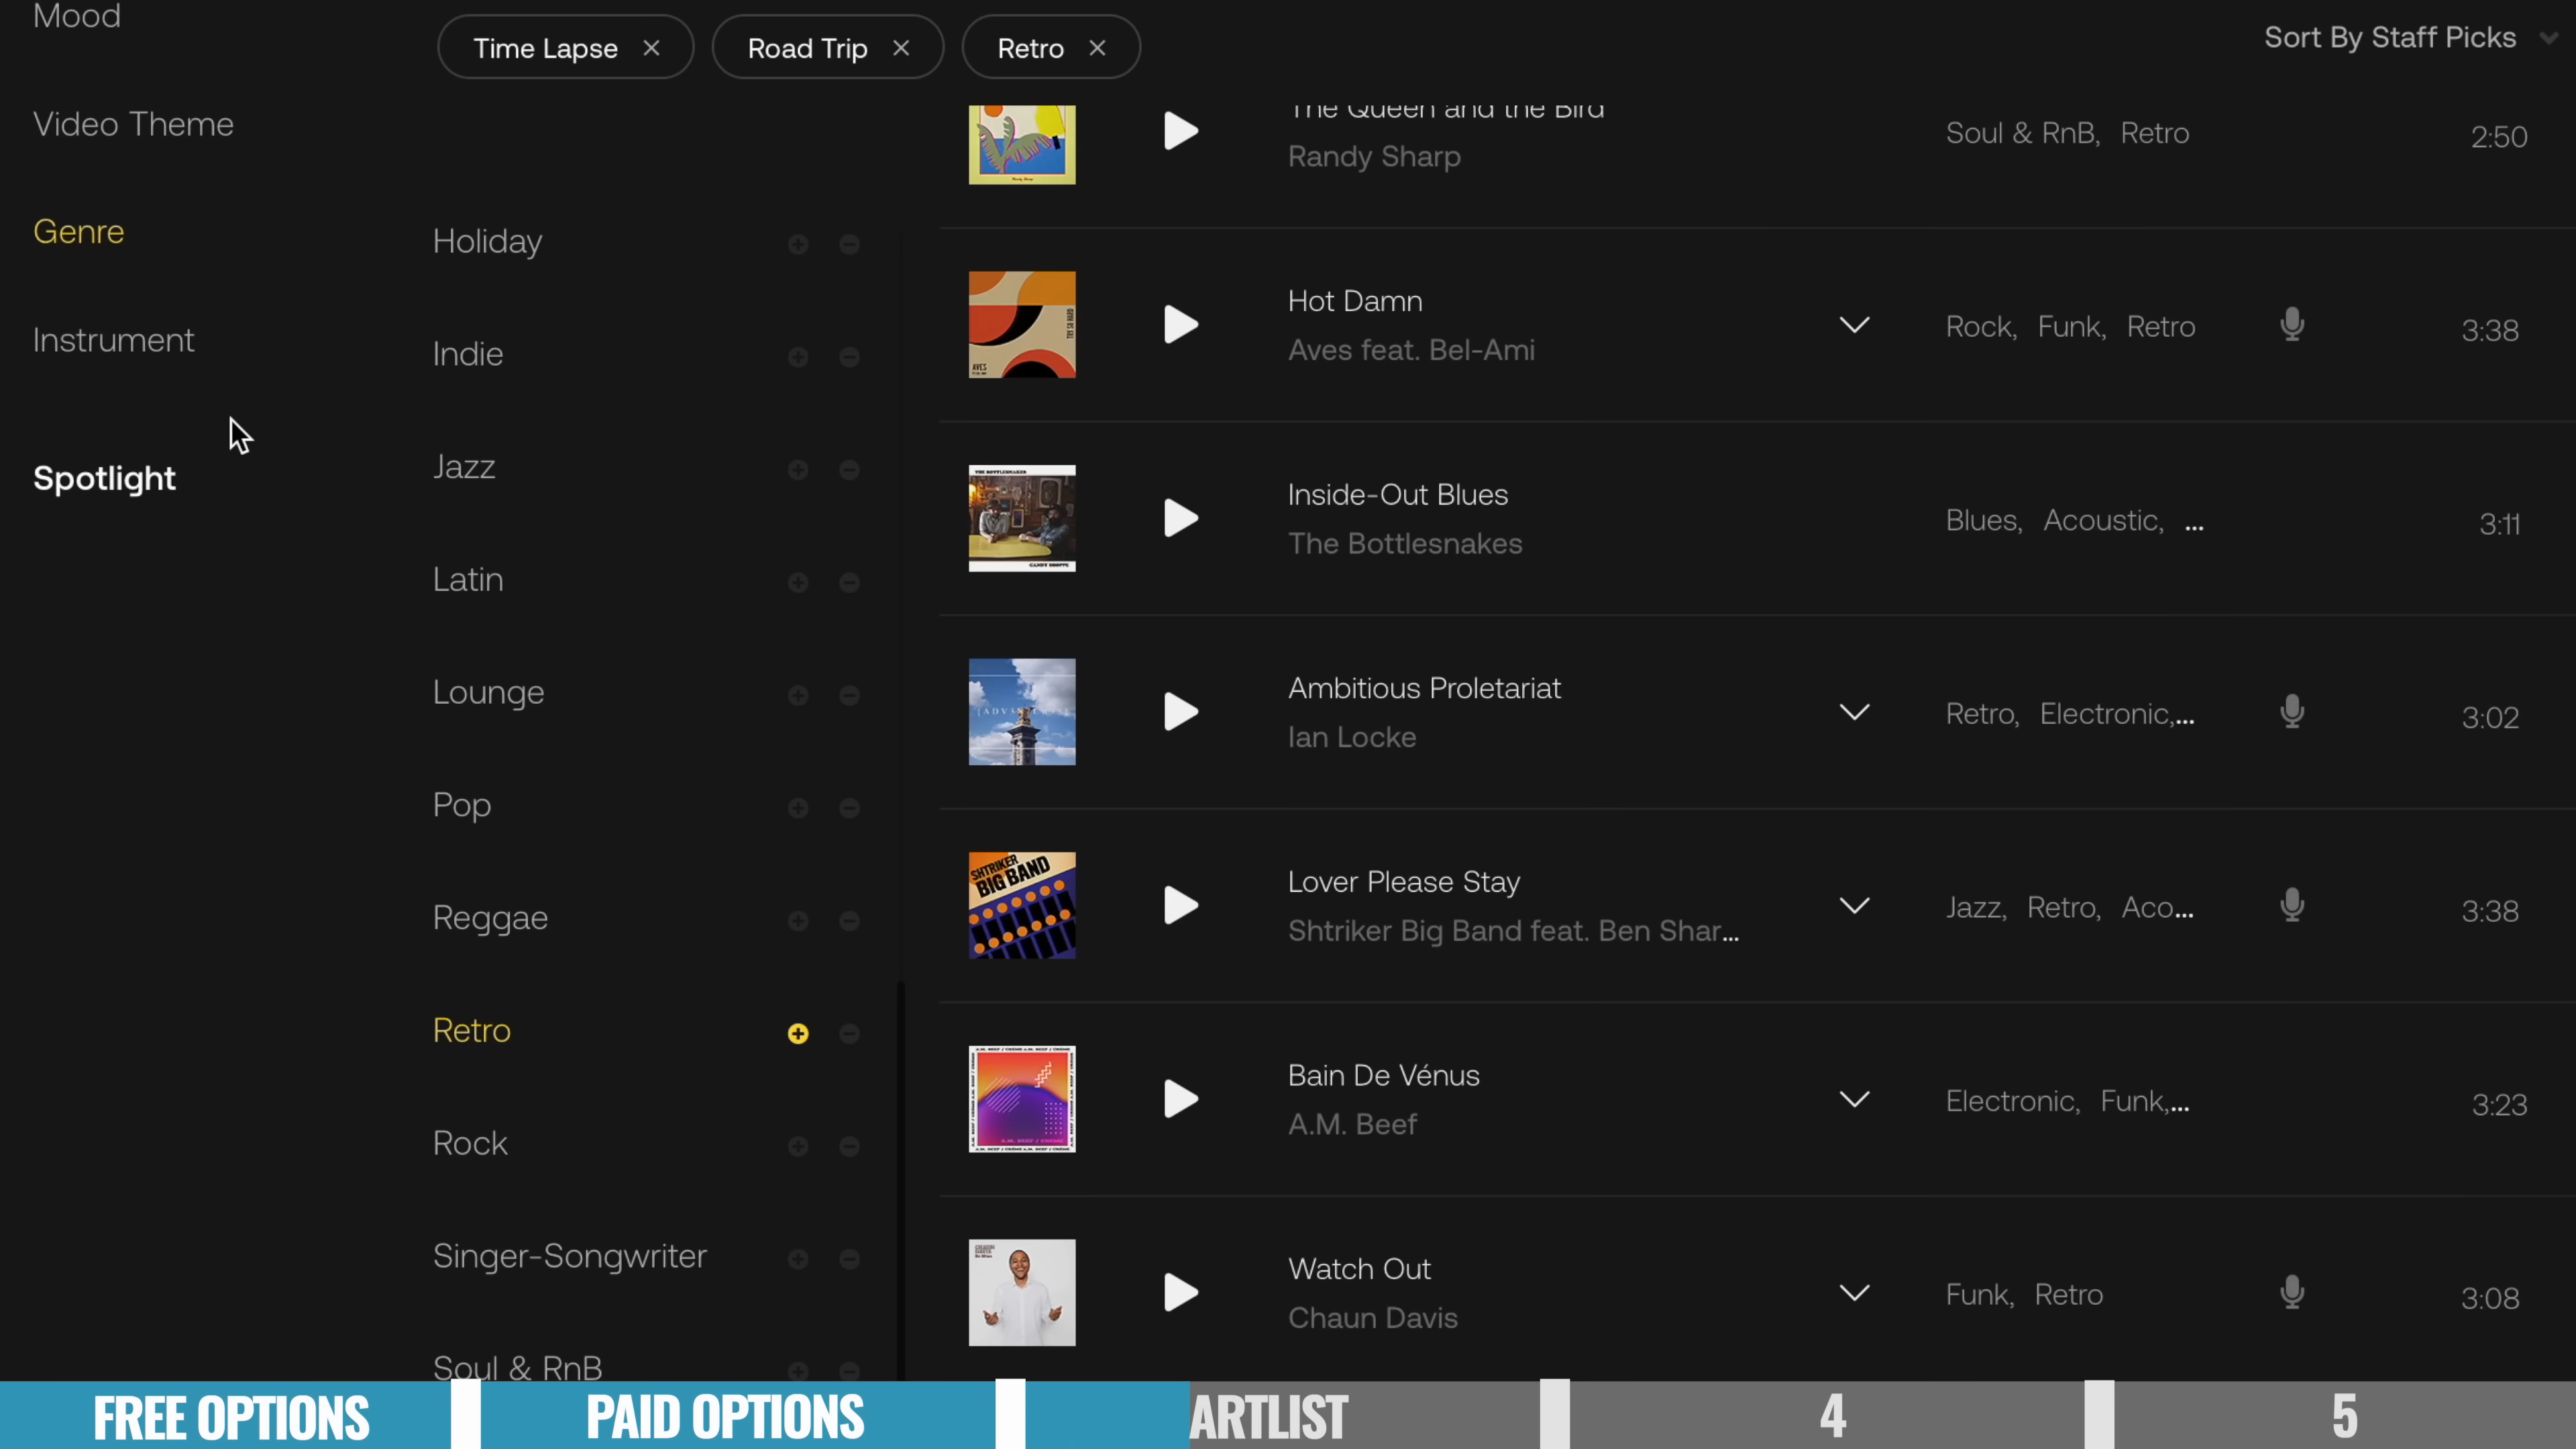 Mood
Video Theme
Genre
Instrument
Spotlight
Time Lapse
Road Trip
Retro
Sort By Staff Picks
Holiday
Indie
Jazz
Latin
Lounge
Pop
Reggae
Retro
Rock
Singer-Songwriter
Soul & RnB
The Queen and the Bird
Randy Sharp
Soul & RnB, Retro
2:50
Hot Damn
Aves feat. Bel-Ami
Rock, Funk, Retro
3:38
Inside-Out Blues
The Bottlesnakes
Blues, Acoustic, ...
3:11
Ambitious Proletariat
Ian Locke
Retro, Electronic,...
3:02
SHTRIKER
BIG BAND
Lover Please Stay
Shtriker Big Band feat. Ben Shar...
Jazz, Retro, Aco...
3:38
Bain De Vénus
A.M. Beef
Electronic, Funk,...
3:23
Watch Out
Chaun Davis
Funk, Retro
3:08
FREE OPTIONS
PAID OPTIONS
ARTLIST
4
5